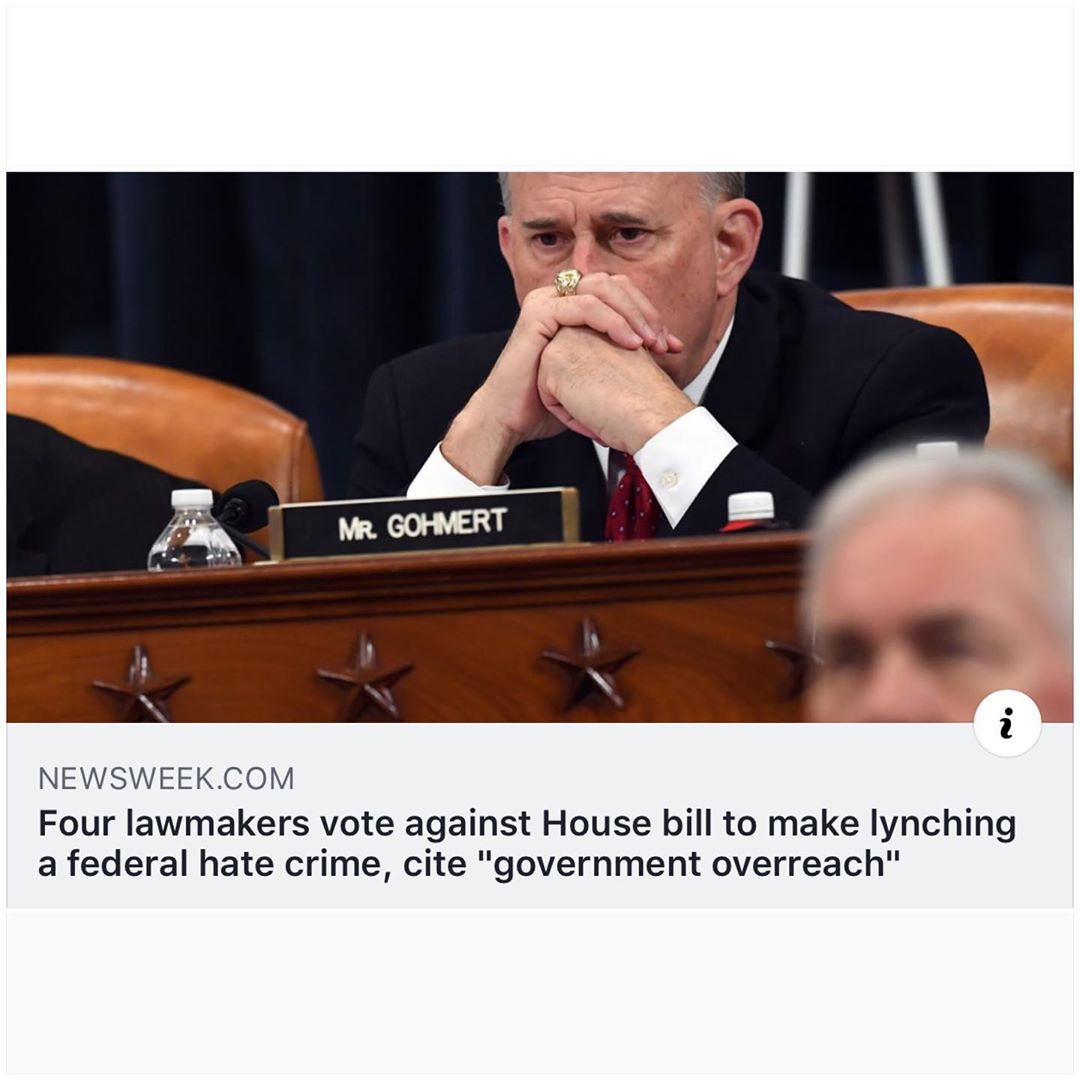 MR. GOHMERT
i
NEWSWEEK.COM
Four lawmakers vote against House bill to make lynching
a federal hate crime, cite "government overreach"